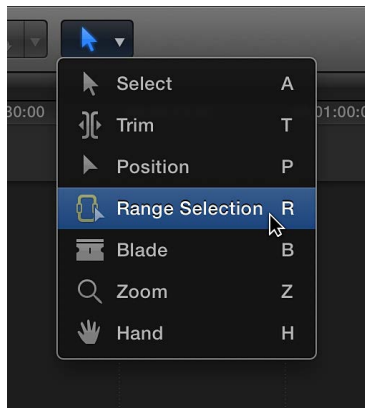 Select A
Trim T
30:00
01:00:0
Position P
Range Selection R
Blade B
Zoom Z
Hand H